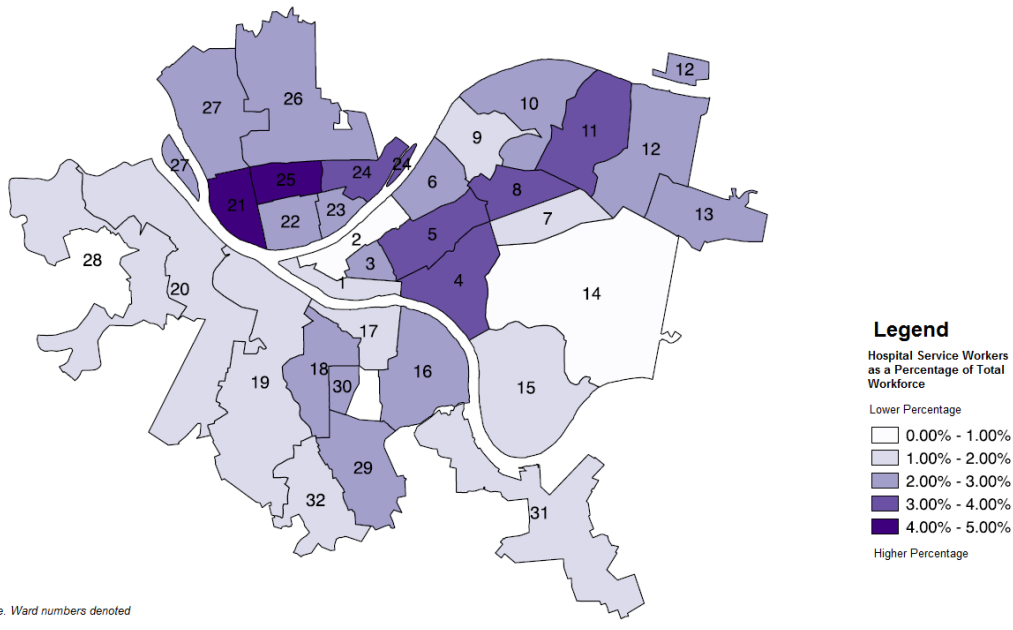 12
26
27
10
11
9
12
27
24
24
25
6
8
21
23
22
7
13
5
2
3
28
4
1
20
14
17
18
16
19
30
15
29
32
31
Legend
Hospital Service Workers
as a Percentage of Total
Workforce
Lower Percentage
0.00% - 1.00%
1.00% - 2.00%
2.00% - 3.00%
3.00% - 4.00%
4.00% - 5.00%
Higher Percentage
e. Ward numbers denoted